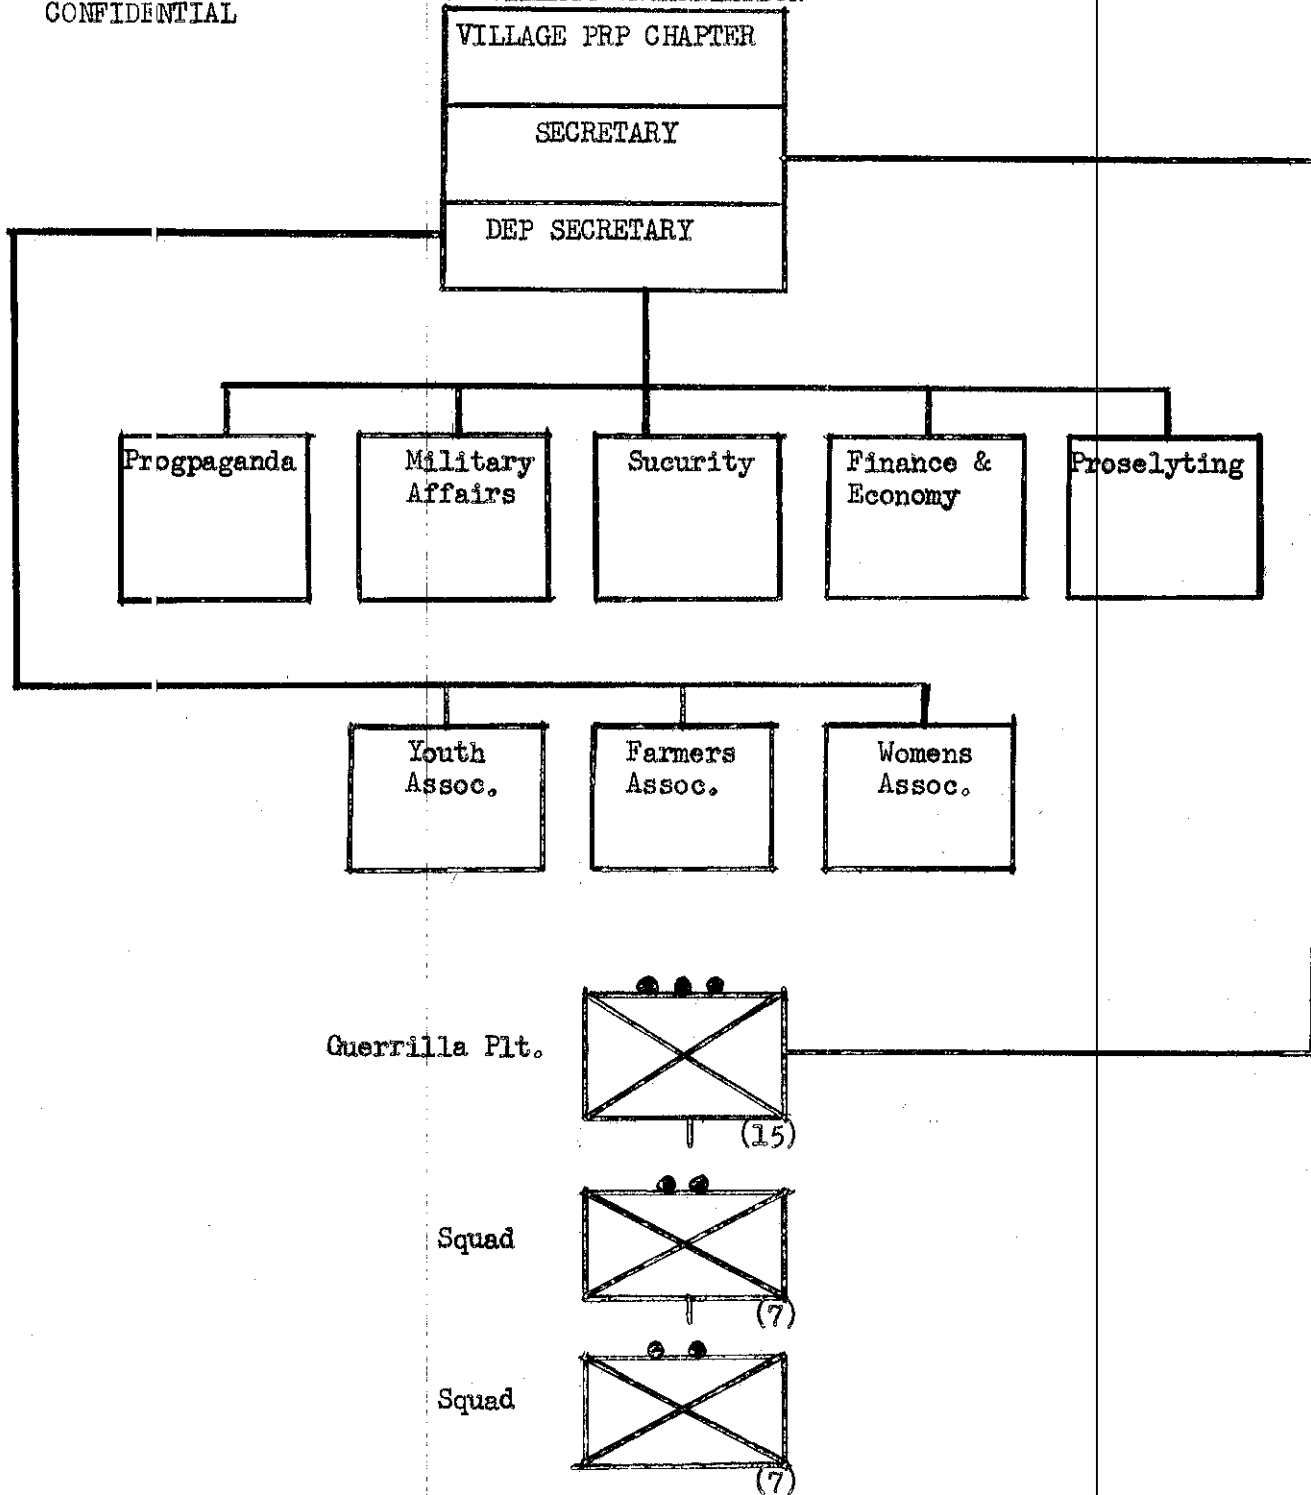 CONFIDENTIAL
VILLAGE PRP CHAPTER
SECRETARY
DEP SECRETARY
Progpaganda
Military
Affairs
Sucurity
Finance &
Economy
Proselyting
Youth
Assoc.
Farmers
Assoc.
Womens
Assoc.
Guerrilla Plt.
(15)
Squad
(7)
Squad
(7)